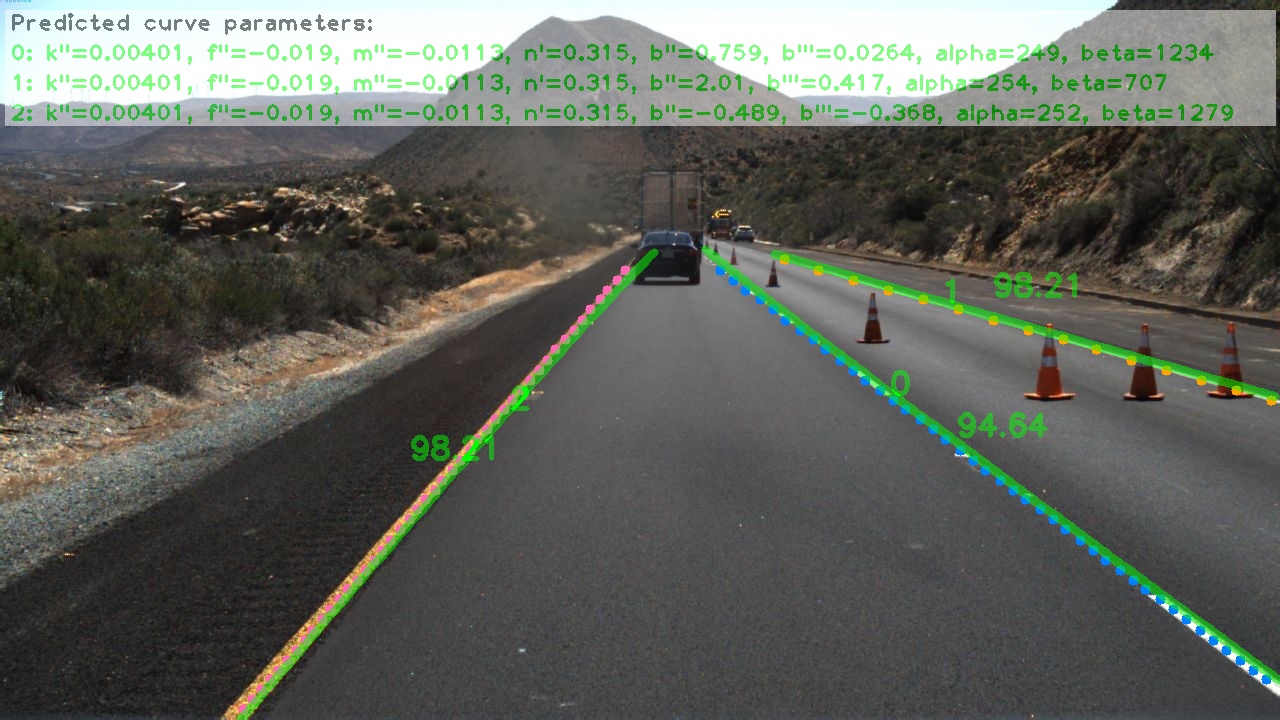 Predicted curve parameters:
0: k''=0.00401, f''=-0.019, m''=-0.0113, n'=0.315, b''=0.759, b'''=0.0264, alpha=249, beta=1234
1: k''=0.00401, f''=-0.019, m''=-0.0113, n'=0.315, b''=2.01, b'''=0.417, alpha=254, beta=707
2: k''=0.00401, f''=-0.019, m''=-0.0113, n'=0.315, b''=-0.489, b'''=-0.368, alpha=252, beta=1279
1 98.21
0
2
94.64
98.21